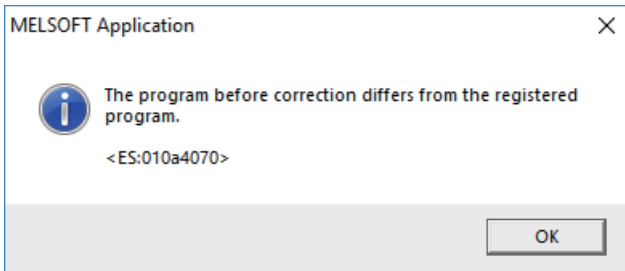 MELSOFT Application
The program before correction differs from the registered
program.
<ES:010a4070>
OK